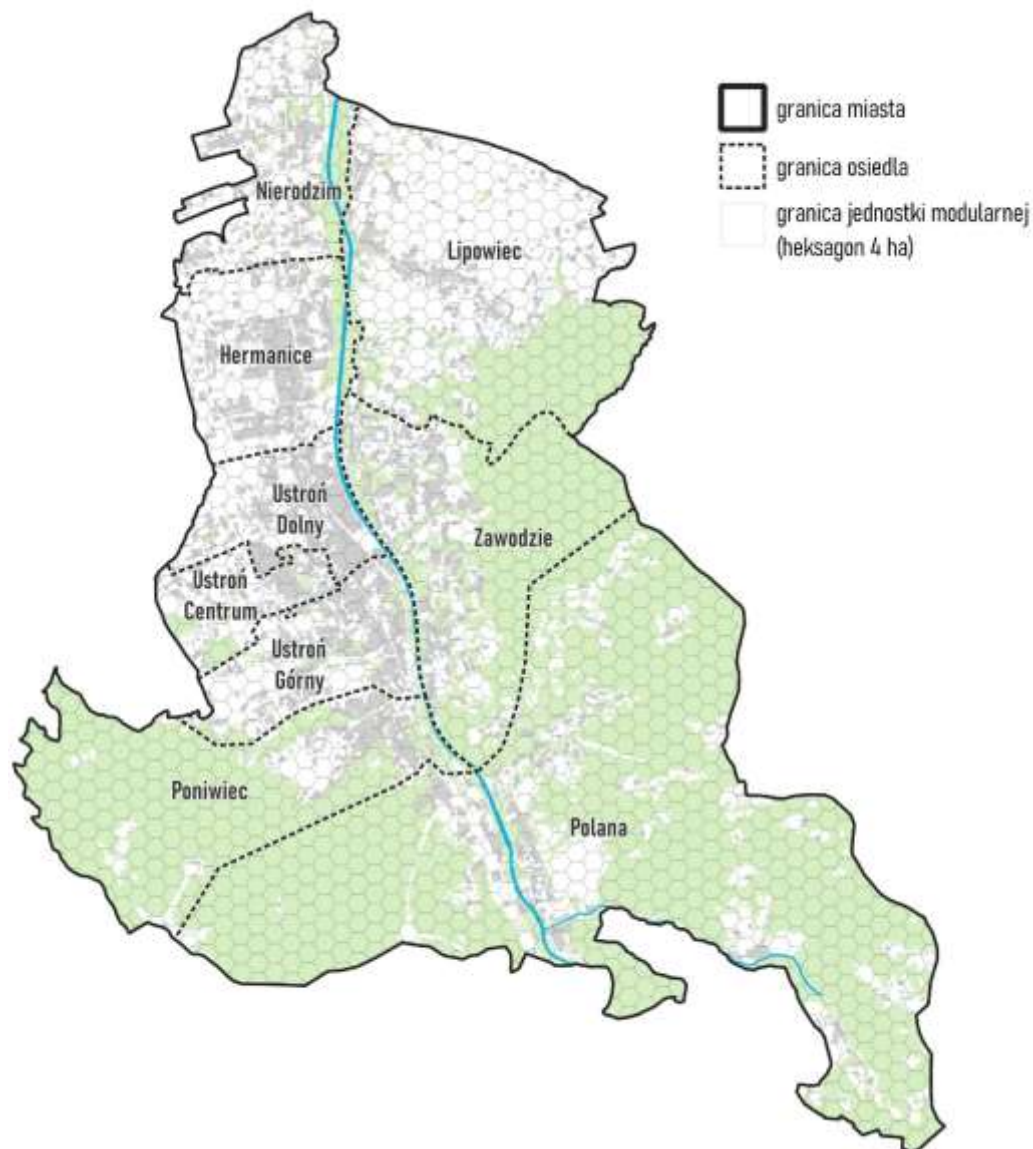 granica miasta
granica osiedla
granica jednostki modularnej
(heksagon 4 ha)
Nierodzim
Lipowiec
Hermanice
Ustroń
Dolny
Zawodzie
Ustroń
Centrum
Ustroń
Górny
Poniwiec
Polana